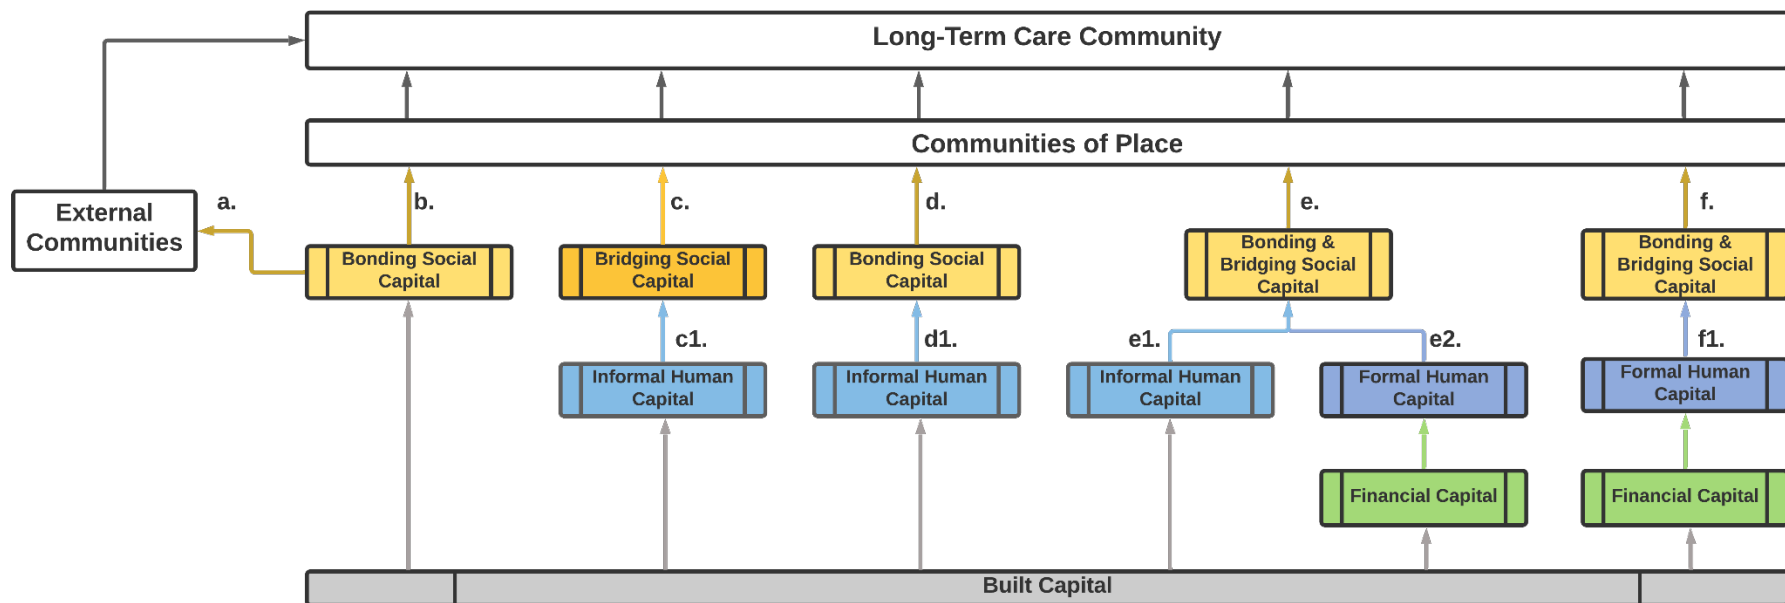 Long-Term Care Community
Communities of Place
External
Communities
a.
b.
c.
d.
e.
f.
Bonding Social
Capital
Bridging Social
Capital
Bonding Social
Capital
Bonding &
Bridging Social
Capital
Bonding &
Bridging Social
Capital
c1.
d1.
e1.
e2.
f1.
Informal Human
Capital
Informal Human
Capital
Informal Human
Capital
Formal Human
Capital
Formal Human
Capital
Financial Capital
Financial Capital
Built Capital